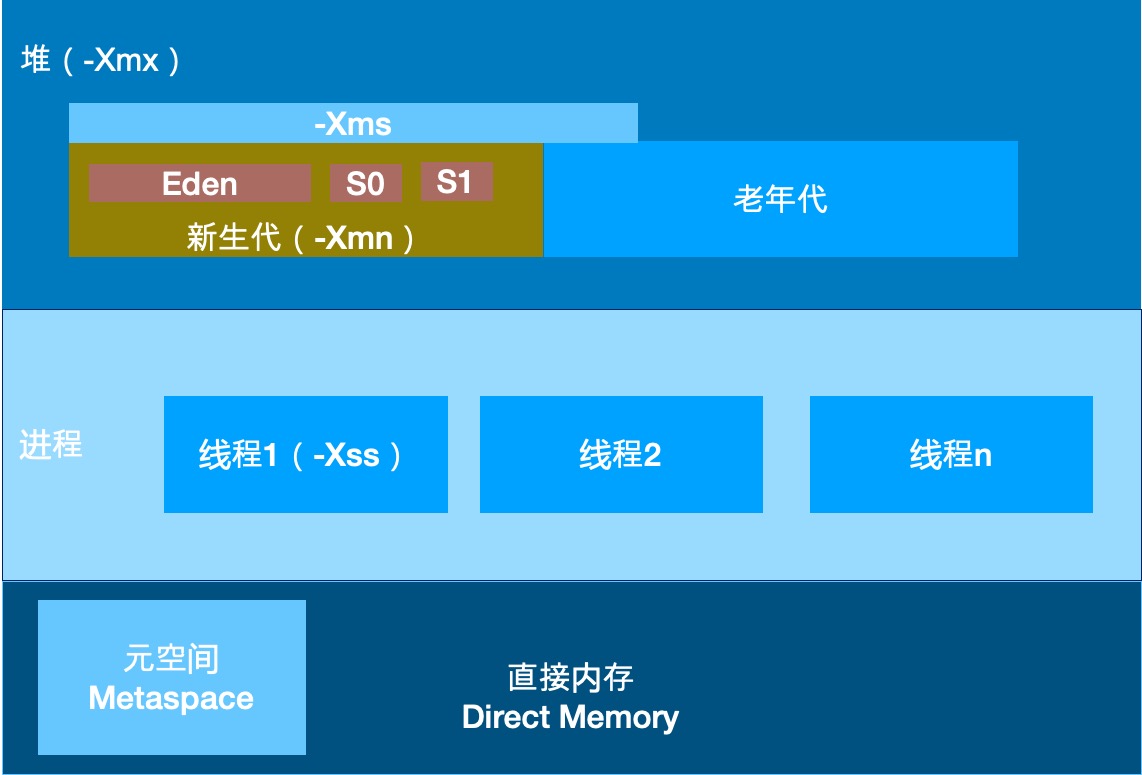 堆（-Xmx）
-Xms
Eden
S0
S1
新生代（-Xmn）
老年代
进程
线程1（-Xss）
线程2
线程n
元空间
Metaspace
直接内存
Direct Memory